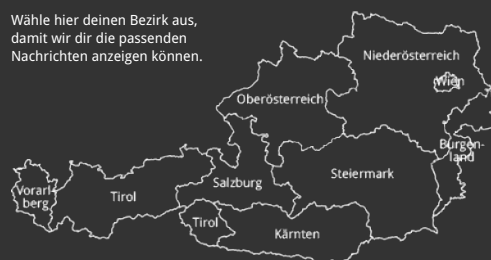 Wähle hier deinen Bezirk aus,
damit wir dir die passenden
Nachrichten anzeigen können.
Niederösterreich
Wien
Oberösterreich
Burgen-
land
Steiermark
Salzburg
Vorarl-
berg
Tirol
Tirol
Kärnten